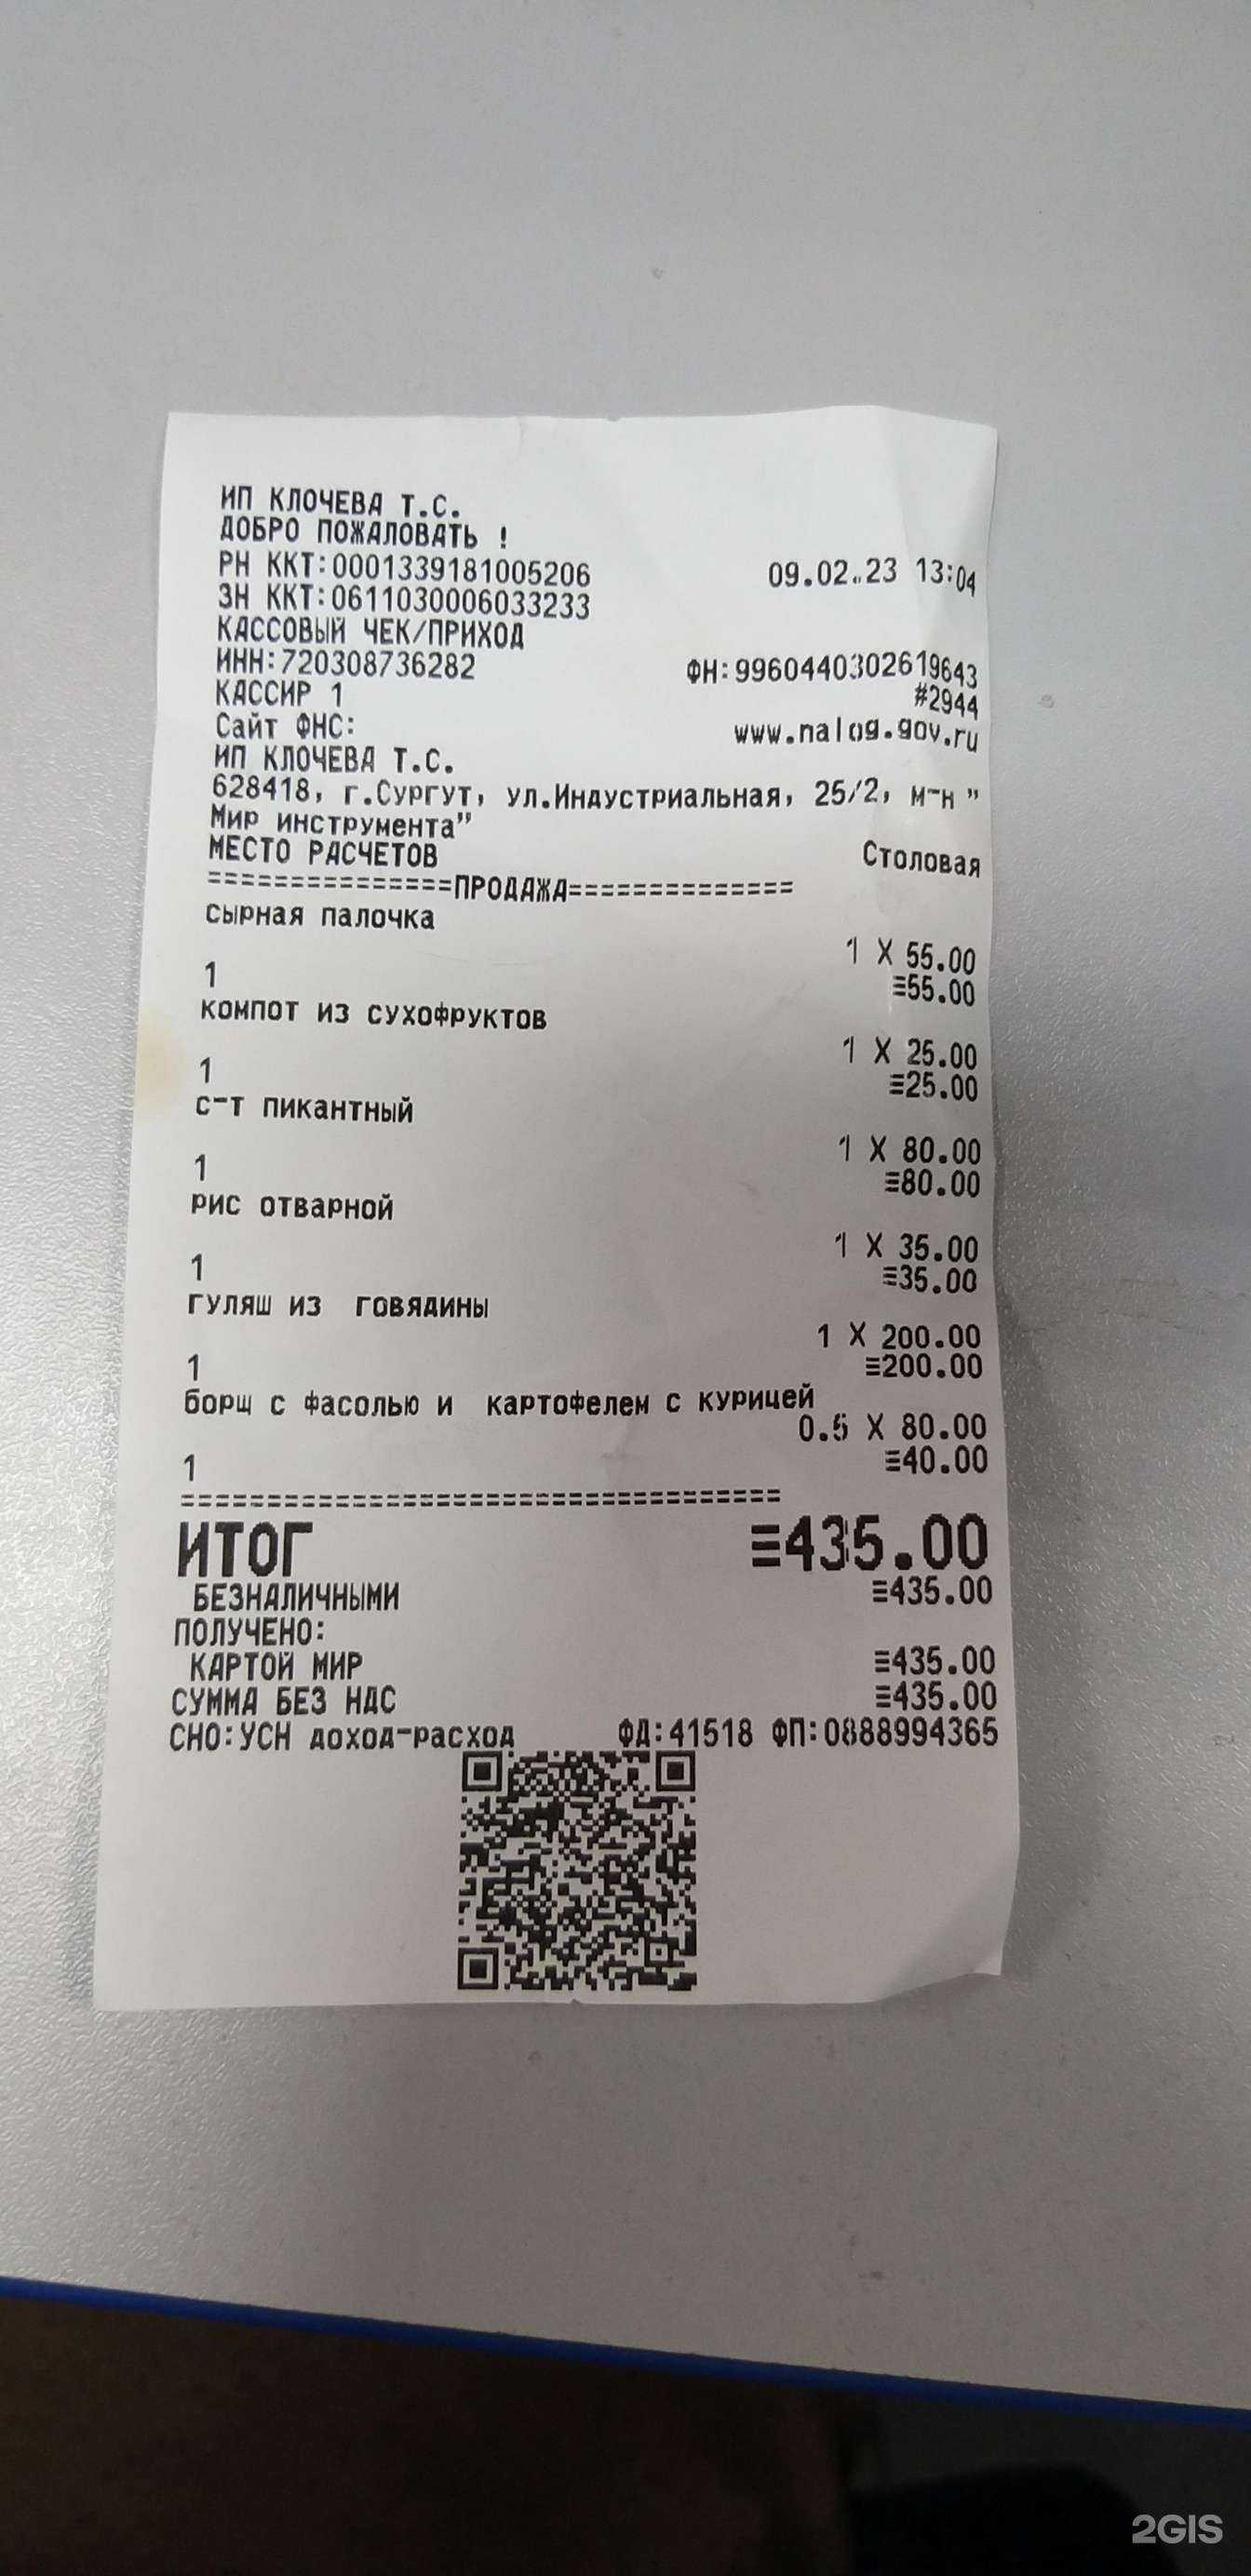 ИП КЛОЧЕВА Т.С.
ДОБРО ПОЖАЛОВАТЬ !
РН ККТ:0001339181005206 09.02.23 13:04
ЗН ККТ:0611030006033233
КАССОВЫЙ ЧЕК/ПРИХОД
ИНН:720308736282 ФН:9960440302619643
КАССИР 1 #2944
Сайт ФНС: www.nalog.gov.ru
ИП КЛОЧЕВА Т.С.
628418, г.Сургут, ул.Индустриальная, 25/2, м-н "
Мир инструмента"
МЕСТО РАСЧЕТОВ Столовая
===============ПРОДАЖА==============
сырная палочка
1 X 55.00
1 ≡55.00
компот из сухофруктов
1 X 25.00
1 ≡25.00
с-т пикантный
1 X 80.00
1 ≡80.00
рис отварной
1 X 35.00
1 ≡35.00
гуляш из  говядины
1 X 200.00
1 ≡200.00
борщ с фасолью и  картофелем с курицей
0.5 X 80.00
1 ≡40.00
====================================
ИТОГ ≡435.00
БЕЗНАЛИЧНЫМИ ≡435.00
ПОЛУЧЕНО:
КАРТОЙ МИР ≡435.00
СУММА БЕЗ НДС ≡435.00
СНО:УСН доход-расход ФД:41518 ФП:0888994365
2GIS